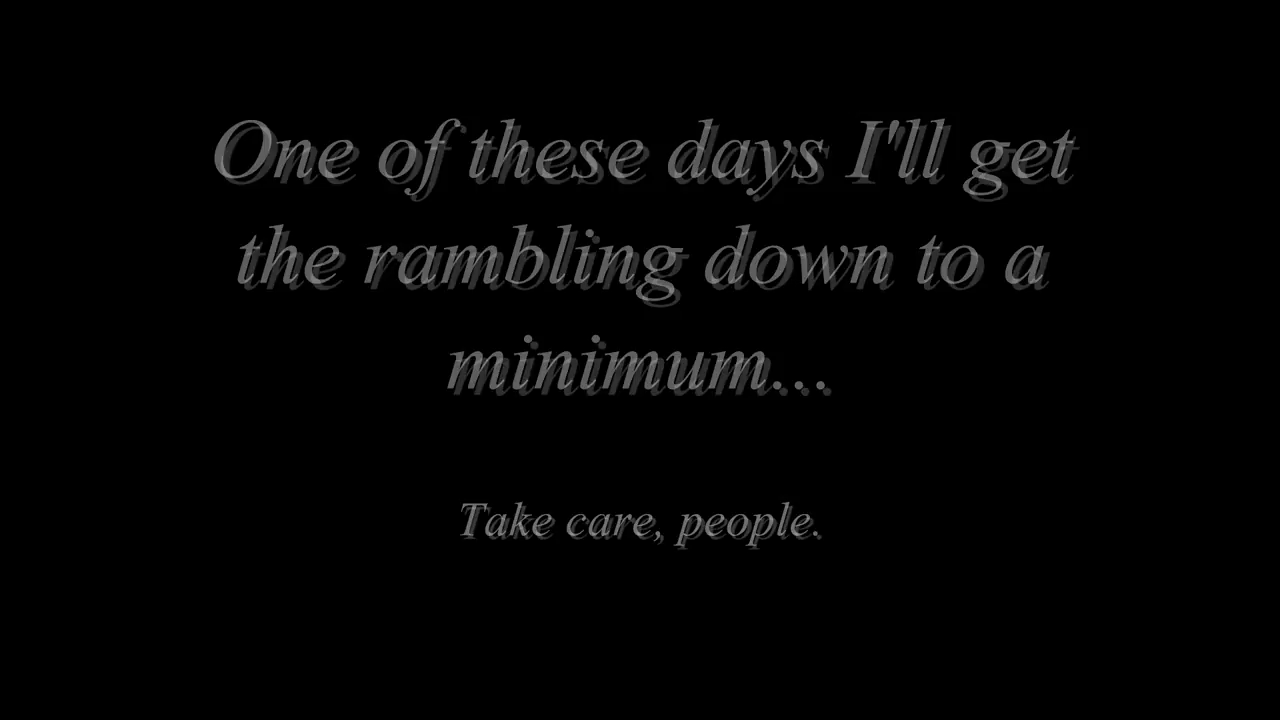 One of these days I'll get
the rambling down to a
minimum...
Take care, people.